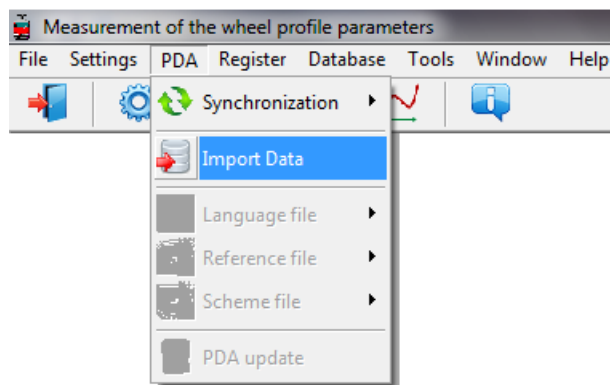 Measurement of the wheel profile parameters
File Settings PDA Register Database Tools Window Help
Synchronization
Import Data
Language file
Reference file
Scheme file
PDA update